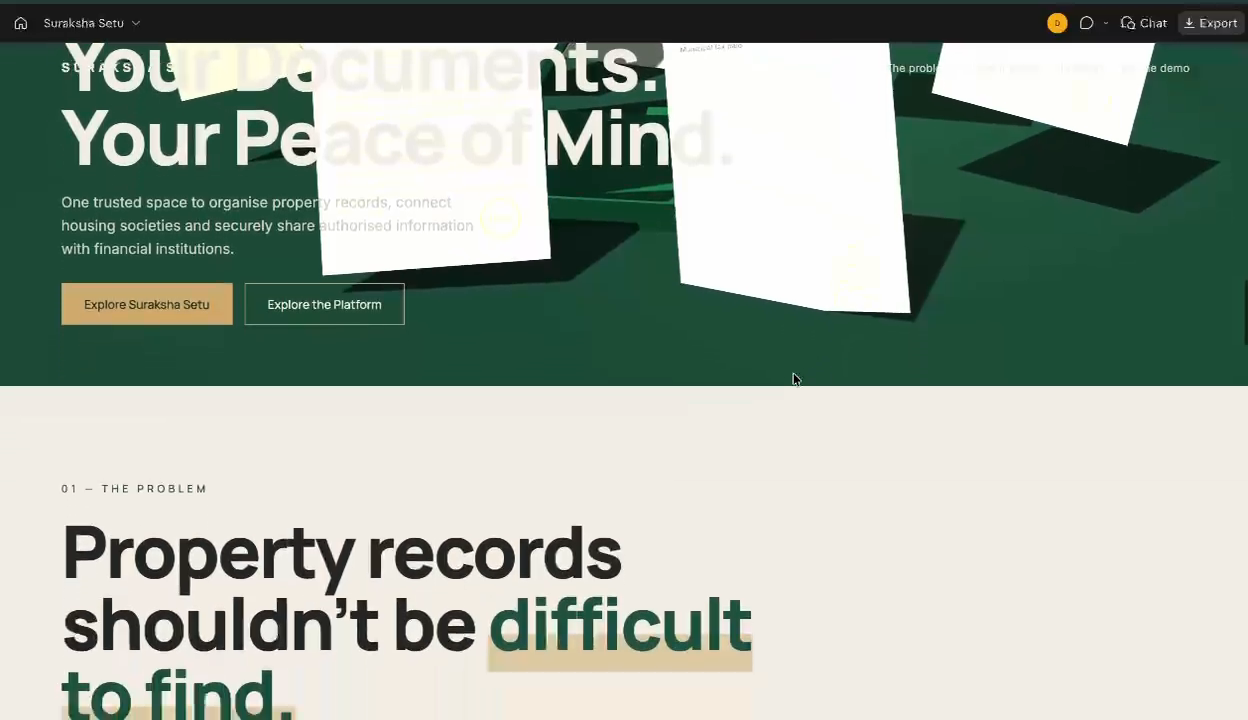 Suraksha Setu
D
Chat
Export
Your Documents.
Your Peace of Mind.
One trusted space to organise property records, connect
housing societies and securely share authorised information
with financial institutions.
Explore Suraksha Setu
Explore the Platform
01 — THE PROBLEM
Property records
shouldn’t be difficult
to find.